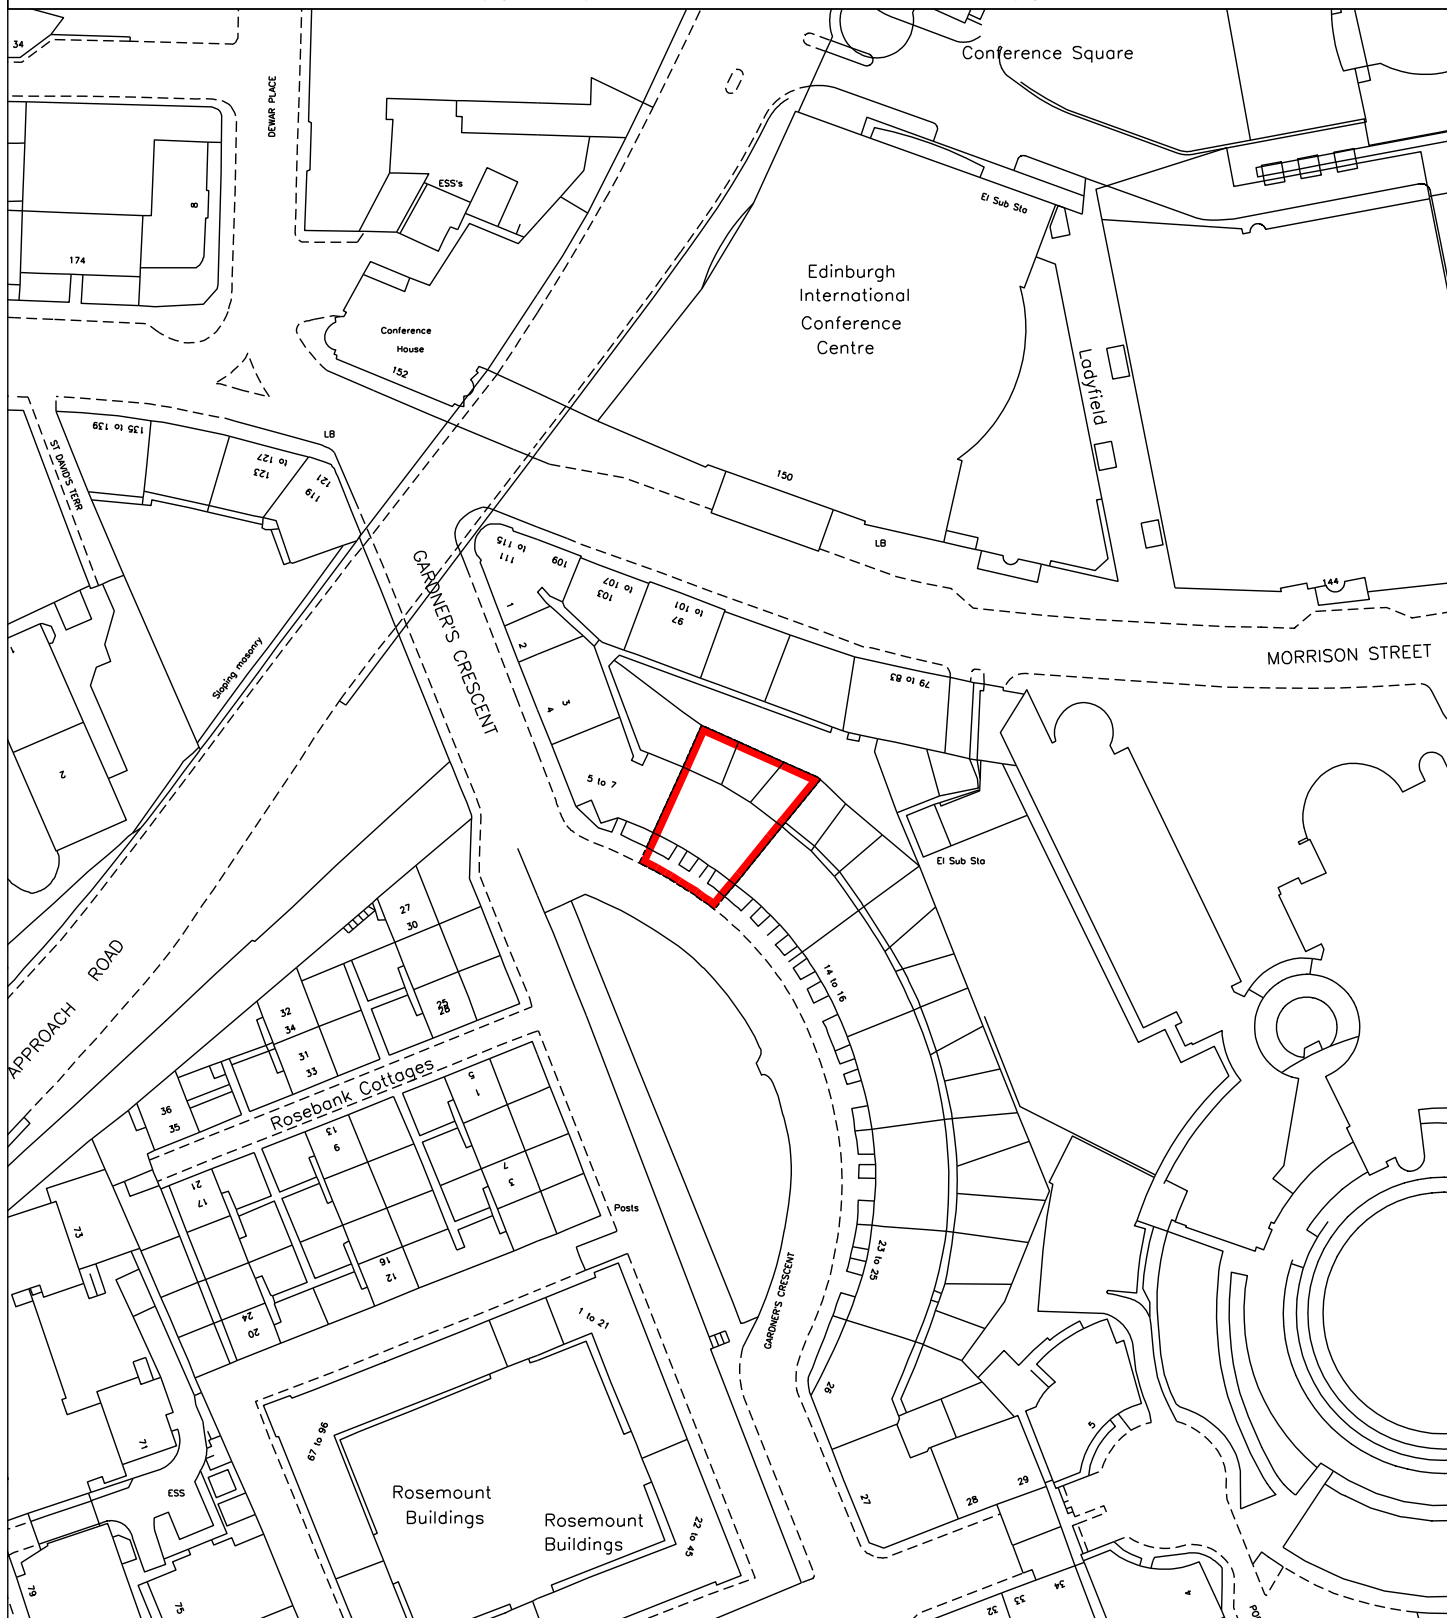 34
DEWAR PLACE
Conference Square
8
174
ESS's
El Sub Sta
Edinburgh
International
Conference
Centre
Conference
House
152
Ladyfield
135 to 139
LB
ST DAVID'S TERR
123
to 127
119
121
150
LB
144
111
to 115
109
103
to 107
97
to 101
79 to 83
MORRISON STREET
GARDNER'S CRESCENT
1
2
3
4
5 to 7
Sloping masonry
1
2
El Sub Sta
APPROACH ROAD
27
30
25
28
32
34
31
33
36
35
Rosebank Cottages
14 to 16
5
1
13
9
7
3
21
17
73
Posts
16
12
24
20
23 to 25
GARDNER'S CRESCENT
1 to 21
26
67 to 96
71
ESS
Rosemount
Buildings
Rosemount
Buildings
22 to 45
27
28
29
5
79
75
32
33
34
4